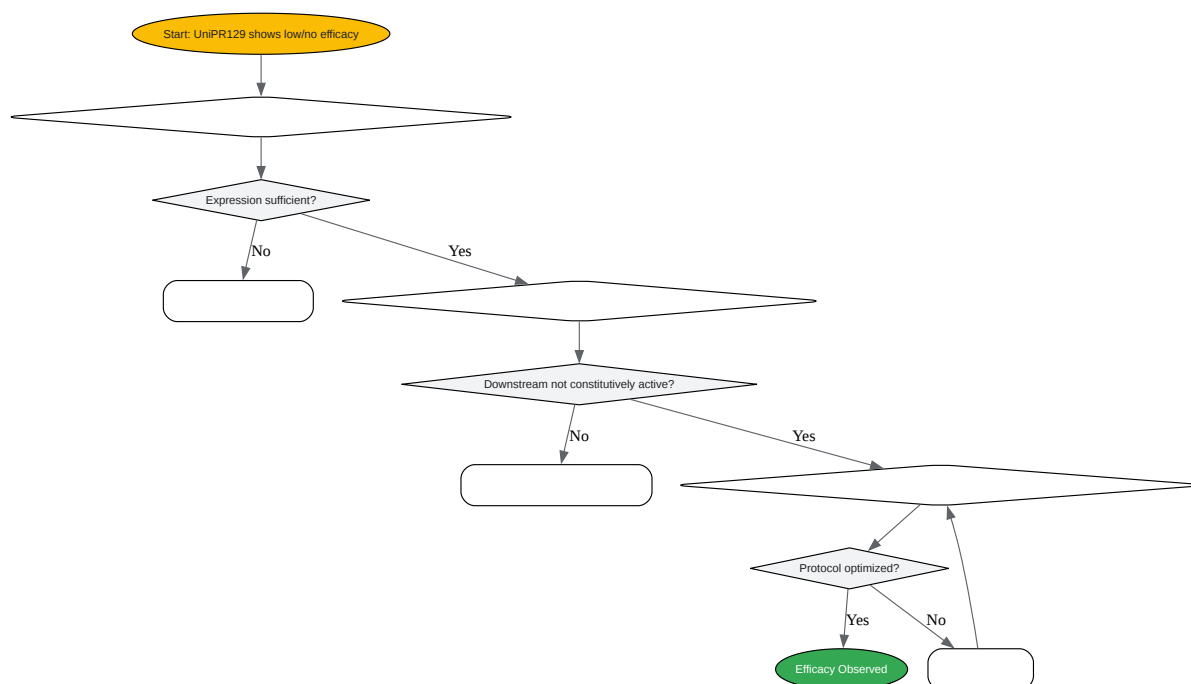 Start: UniPR129 shows low/no efficacy
Expression sufficient?
No
Yes
Downstream not constitutively active?
No
Yes
Protocol optimized?
Yes
No
Efficacy Observed